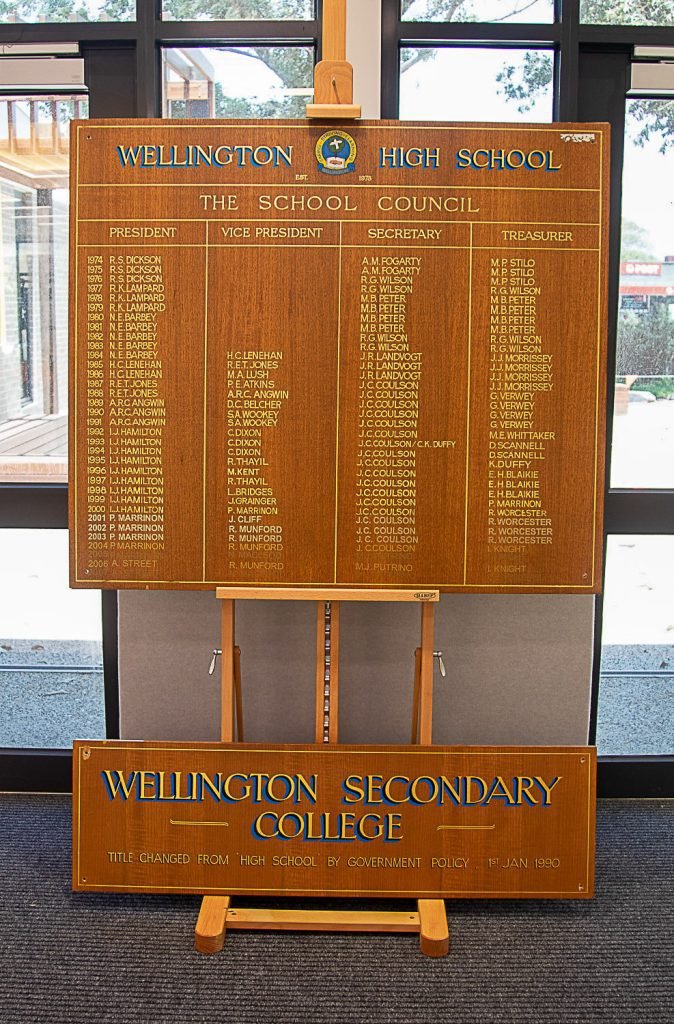 WELLINGTON HIGH SCHOOL
EST. 1973
THE SCHOOL COUNCIL
PRESIDENT VICE PRESIDENT SECRETARY TREASURER
1974 R.S. DICKSON A.M. FOGARTY M.P. STILO
1975 R.S. DICKSON A.M. FOGARTY M.P. STILO
1976 R.S. DICKSON R.G. WILSON M.P. STILO
1977 R.K. LAMPARD R.G. WILSON R.G. WILSON
1978 R.K. LAMPARD M.B. PETER M.B. PETER
1979 R.K. LAMPARD M.B. PETER M.B. PETER
1980 N.E. BARBEY M.B. PETER M.B. PETER
1981 N.E. BARBEY M.B. PETER M.B. PETER
1982 N.E. BARBEY R.G. WILSON R.G. WILSON
1983 N.E. BARBEY R.G. WILSON R.G. WILSON
1984 N.E. BARBEY H.C. LENEHAN J.R. LANDVOGT J.J. MORRISSEY
1985 H.C. LENEHAN R.E.T. JONES J.R. LANDVOGT J.J. MORRISSEY
1986 H.C. LENEHAN M.A. LUSH J.R. LANDVOGT J.J. MORRISSEY
1987 R.E.T. JONES P.E. ATKINS J.C. COULSON J.J. MORRISSEY
1988 R.E.T. JONES A.R.C. ANGWIN J.C. COULSON G. VERWEY
1989 A.R.C. ANGWIN D.C. BELCHER J.C. COULSON G. VERWEY
1990 A.R.C. ANGWIN S.A. WOOKEY J.C. COULSON G. VERWEY
1991 A.R.C. ANGWIN S.A. WOOKEY J.C. COULSON G. VERWEY
1992 I.J. HAMILTON C. DIXON J.C. COULSON M.E. WHITTAKER
1993 I.J. HAMILTON C. DIXON J.C. COULSON / C.K. DUFFY D. SCANNELL
1994 I.J. HAMILTON C. DIXON J.C. COULSON D. SCANNELL
1995 I.J. HAMILTON R. THAYIL J.C. COULSON K. DUFFY
1996 I.J. HAMILTON M. KENT J.C. COULSON E.H. BLAIKIE
1997 I.J. HAMILTON R. THAYIL J.C. COULSON E.H. BLAIKIE
1998 I.J. HAMILTON L. BRIDGES J.C. COULSON E.H. BLAIKIE
1999 I.J. HAMILTON J. GRAINGER J.C. COULSON P. MARRINON
2000 I.J. HAMILTON P. MARRINON J.C. COULSON R. WORCESTER
2001 P. MARRINON J. CLIFF J.C. COULSON R. WORCESTER
2002 P. MARRINON R. MUNFORD J.C. COULSON R. WORCESTER
2003 P. MARRINON R. MUNFORD J. C. COULSON R. WORCESTER
2004 P. MARRINON R. MUNFORD J. C COULSON I. KNIGHT
2006 A. STREET R. MUNFORD M.J. PUTRINO I. KNIGHT
WELLINGTON SECONDARY
COLLEGE
TITLE CHANGED FROM 'HIGH SCHOOL' BY GOVERNMENT POLICY . 1ST JAN 1990
POST